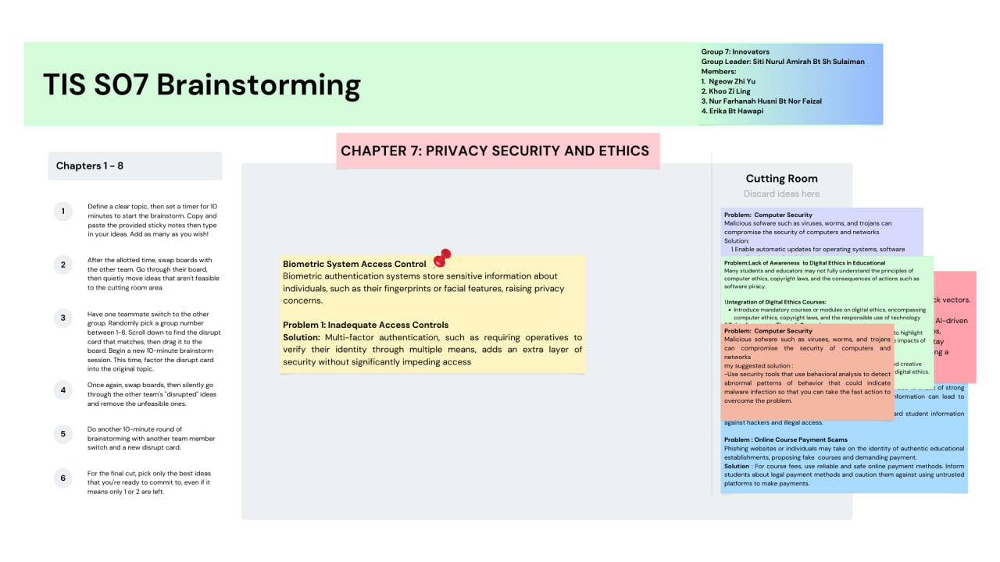 TIS S07 Brainstorming
Group 7: Innovators
Group Leader: Siti Nurul Amirah Bt Sh Sulaiman
Members:
1. Ngeow Zhi Yu
2. Khoo Zi Ling
3. Nur Farhanah Husni Bt Nor Faizal
4. Erika Bt Hawapi
CHAPTER 7: PRIVACY SECURITY AND ETHICS
Chapters 1 - 8
1
Define a clear topic, then set a timer for 10
minutes to start the brainstorm. Copy and
paste the provided sticky notes then type
in your ideas. Add as many as you wish!
2
After the allotted time, swap boards with
the other team. Go through their board,
then quietly move ideas that aren't feasible
to the cutting room area.
3
Have one teammate switch to the other
group. Randomly pick a group number
between 1-8. Scroll down to find the disrupt
card that matches, then drag it to the
board. Begin a new 10-minute brainstorm
session. This time, factor the disrupt card
into the original topic.
4
Once again, swap boards, then silently go
through the other team's "disrupted" ideas
and remove the unfeasible ones.
5
Do another 10-minute round of
brainstorming with another team member
switch and a new disrupt card.
6
For the final cut, pick only the best ideas
that you're ready to commit to, even if it
means only 1 or 2 are left.
Biometric System Access Control
Biometric authentication systems store sensitive information about
individuals, such as their fingerprints or facial features, raising privacy
concerns.
Problem 1: Inadequate Access Controls
Solution: Multi-factor authentication, such as requiring operatives to
verify their identity through multiple means, adds an extra layer of
security without significantly impeding access
Cutting Room
Discard ideas here
Problem: Computer Security
Malicious sofware such as viruses, worms, and trojans can
compromise the security of computers and networks
Solution:
1.Enable automatic updates for operating systems, software
Problem:Lack of Awareness to Digital Ethics in Educational
Many students and educators may not fully understand the principles of
computer ethics, copyright laws, and the consequences of actions such as
software piracy.
1.Integration of Digital Ethics Courses:
• Introduce mandatory courses or modules on digital ethics, encompassing
computer ethics, copyright laws, and the responsible use of technology
to highlight
impacts of
nd creative
digital ethics.
ck vectors.
AI-driven
tay
ng a
Problem: Computer Security
Malicious sofware such as viruses, worms, and trojans
can compromise the security of computers and
networks
my suggested solution :
-Use security tools that use behavioral analysis to detect
abnormal patterns of behavior that could indicate
malware infection so that you can take the fast action to
overcome the problem.
of strong
nformation can lead to
ard student information
against hackers and illegal access.
Problem : Online Course Payment Scams
Phishing websites or individuals may take on the identity of authentic educational
establishments, proposing fake courses and demanding payment.
Solution : For course fees, use reliable and safe online payment methods. Inform
students about legal payment methods and caution them against using untrusted
platforms to make payments.